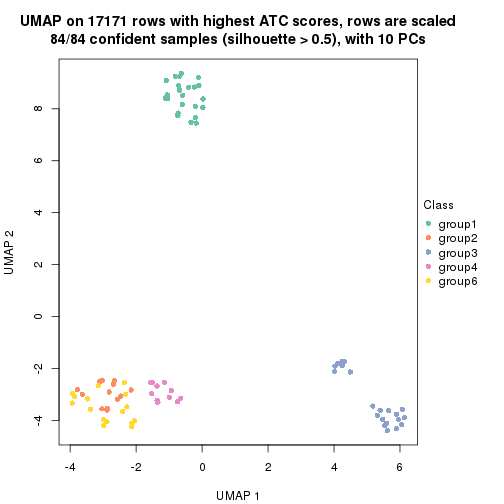 UMAP on 17171 rows with highest ATC scores, rows are scaled
84/84 confident samples (silhouette > 0.5), with 10 PCs
8
6
4
2
0
-2
-4
UMAP 2
-4
-2
0
2
4
6
UMAP 1
Class
group1
group2
group3
group4
group6